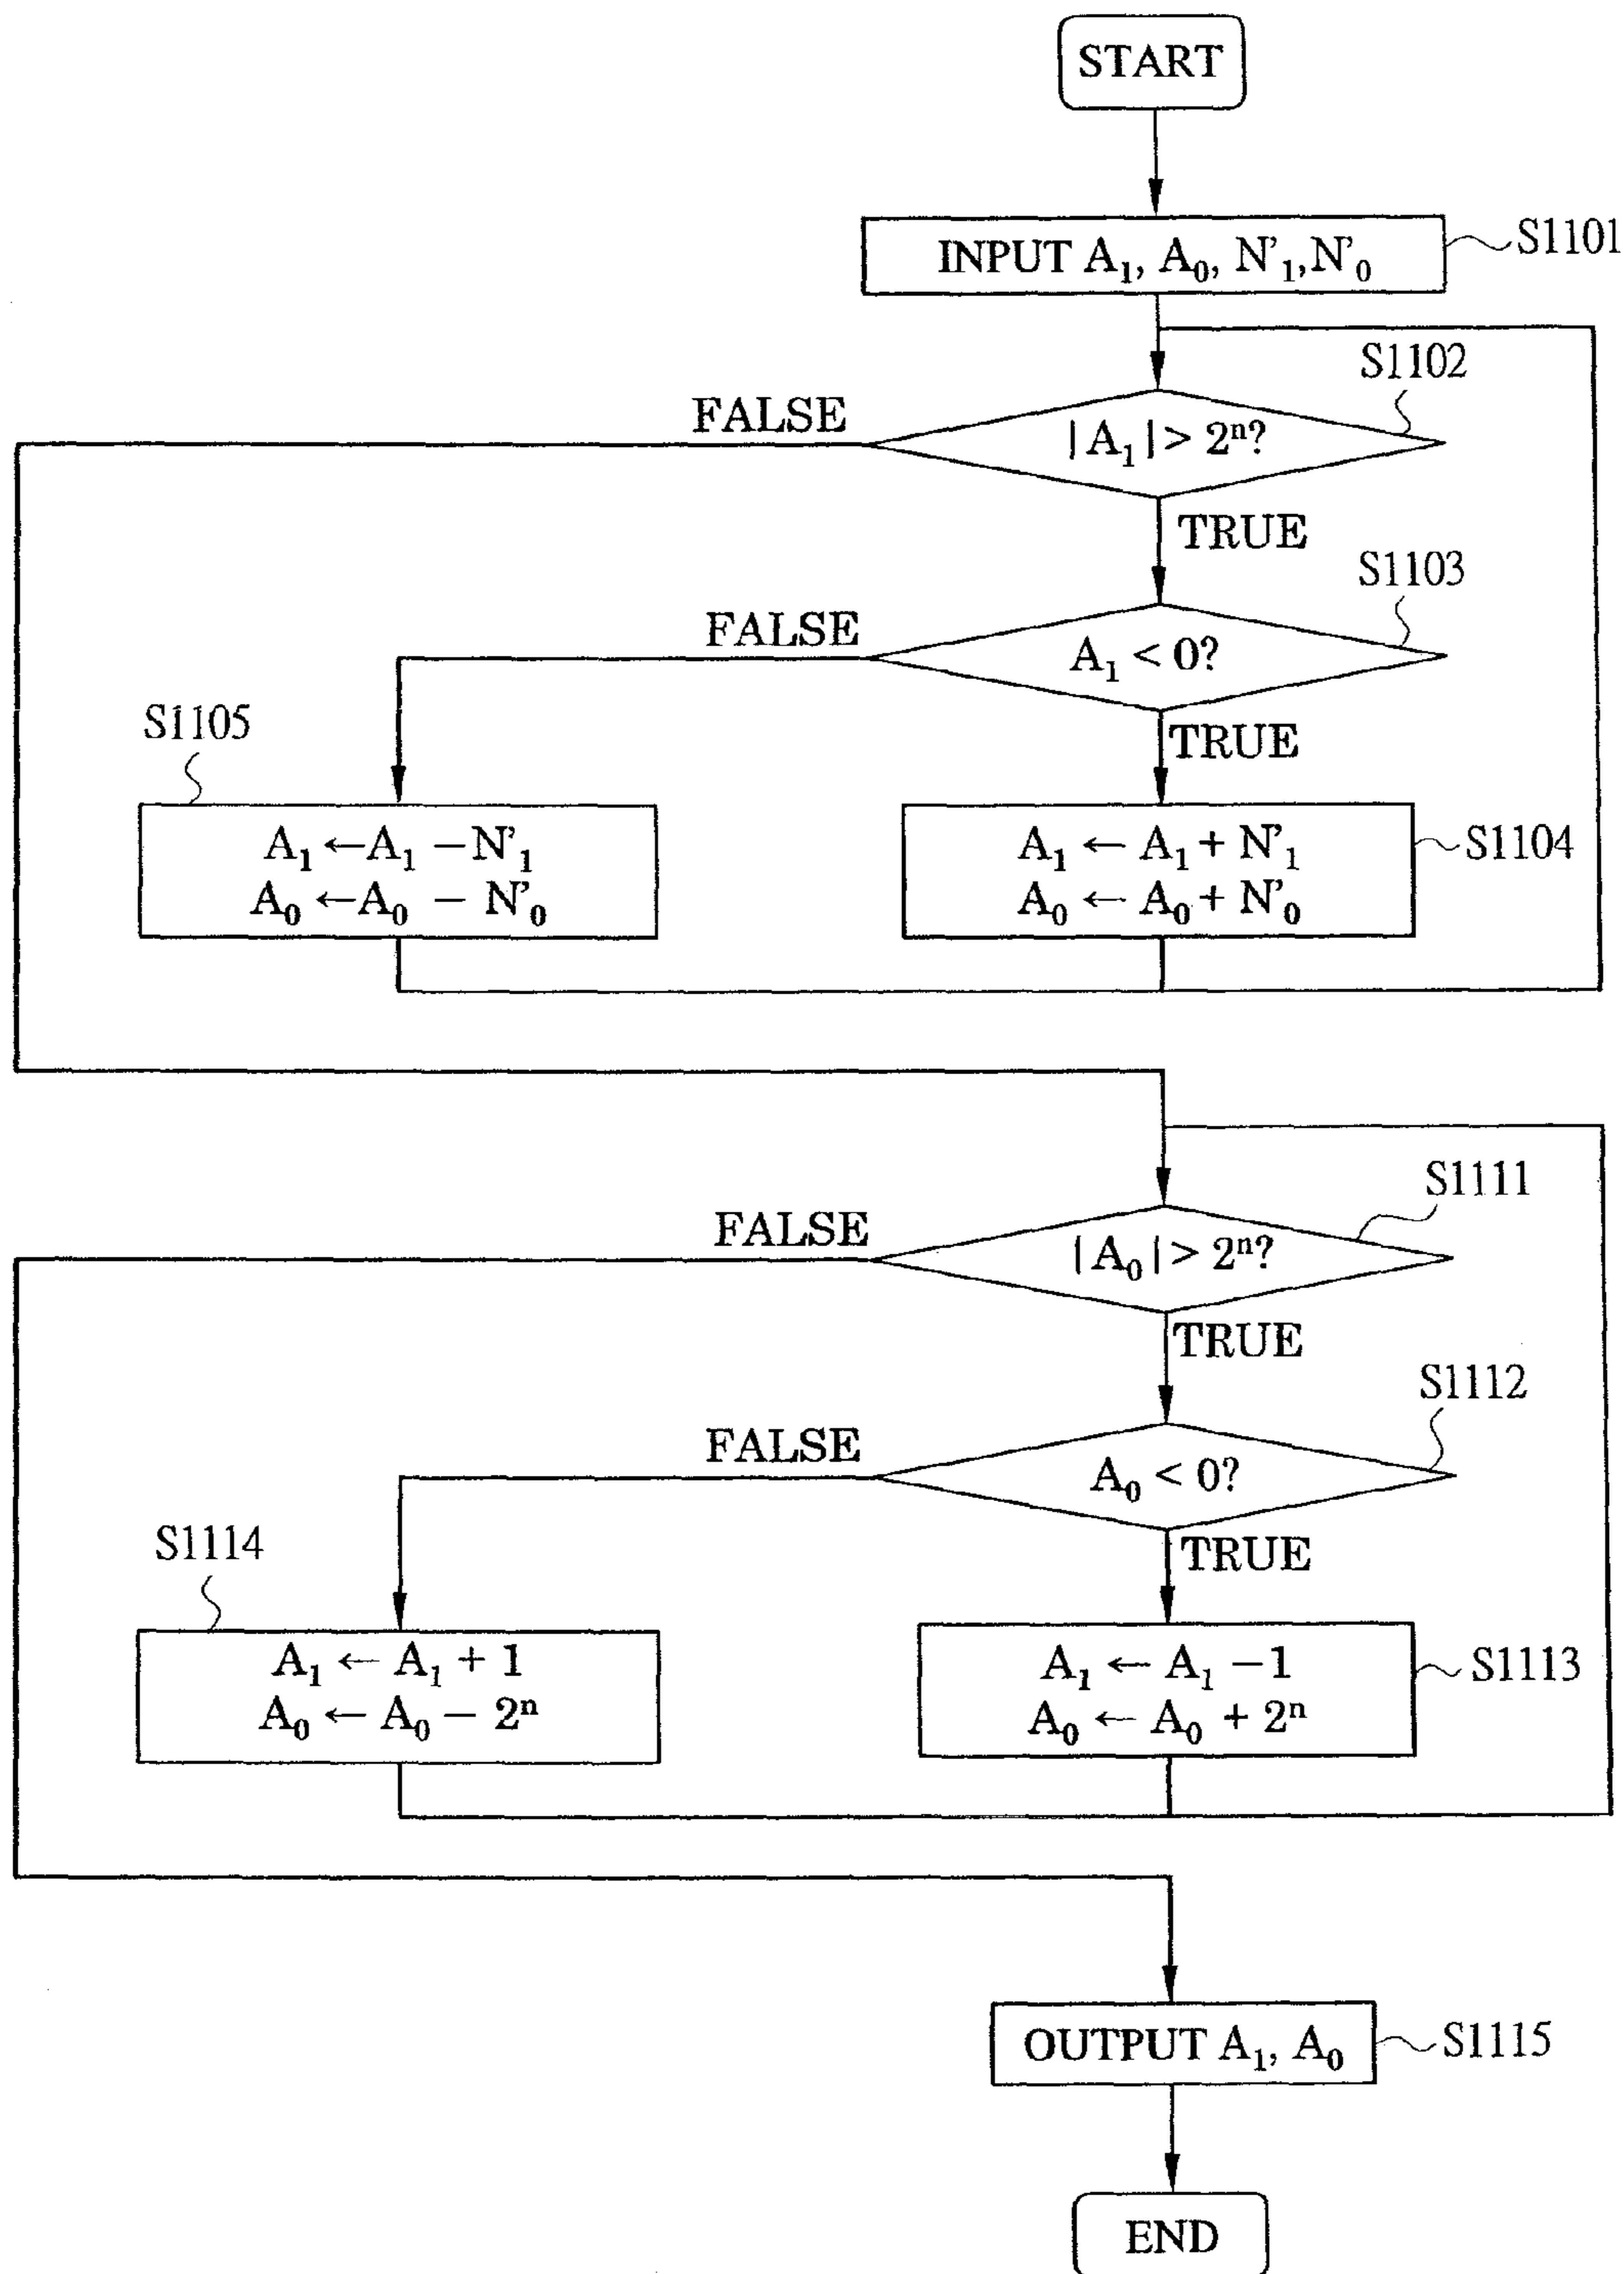 START
INPUT A₁, A₀, N'₁, N'₀
S1101
S1102
FALSE
|A₁| > 2ⁿ?
TRUE
S1103
FALSE
A₁ < 0?
TRUE
S1105
A₁ ← A₁ − N'₁
A₀ ← A₀ − N'₀
A₁ ← A₁ + N'₁
A₀ ← A₀ + N'₀
S1104
S1111
FALSE
|A₀| > 2ⁿ?
TRUE
S1112
FALSE
A₀ < 0?
TRUE
S1114
A₁ ← A₁ + 1
A₀ ← A₀ − 2ⁿ
A₁ ← A₁ − 1
A₀ ← A₀ + 2ⁿ
S1113
OUTPUT A₁, A₀
S1115
END